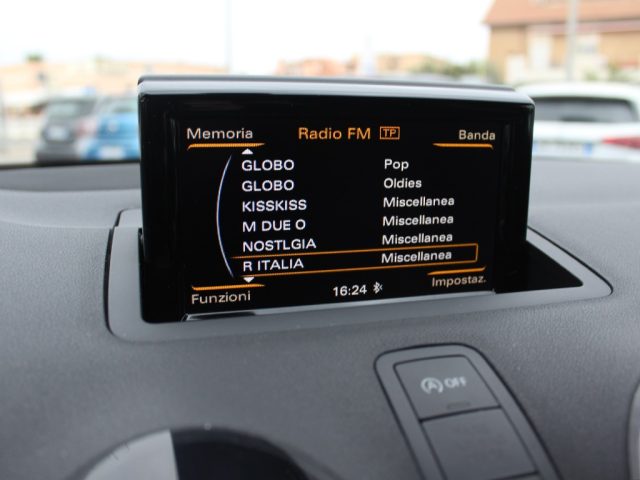 Memoria Radio FM TP Banda
GLOBO Pop
GLOBO Oldies
KISSKISS Miscellanea
M DUE O Miscellanea
NOSTLGIA Miscellanea
R ITALIA Miscellanea
Funzioni 16:24 Impostaz.
A OFF